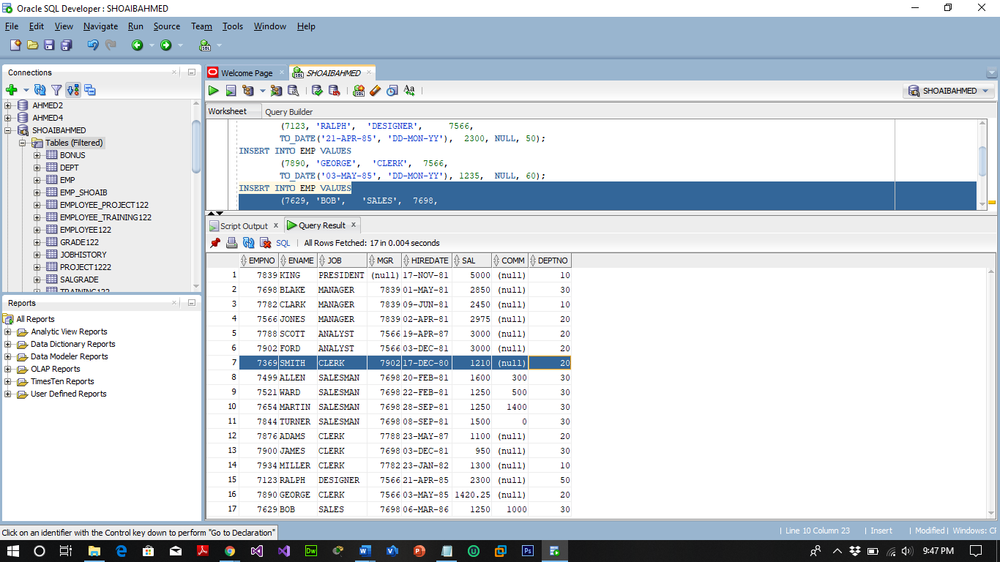 Oracle SQL Developer : SHOAIBAHMED
File Edit View Navigate Run Source Team Tools Window Help
Connections
AHMED2
AHMED4
SHOAIBAHMED
Tables (Filtered)
BONUS
DEPT
EMP
EMP_SHOAIB
EMPLOYEE_PROJECT122
EMPLOYEE_TRAINING122
EMPLOYEE122
GRADE122
JOBHISTORY
PROJECT1222
SALGRADE
TRAINING122
Reports
All Reports
Analytic View Reports
Data Dictionary Reports
Data Modeler Reports
OLAP Reports
TimesTen Reports
User Defined Reports
Welcome Page SHOAIBAHMED
SHOAIBAHMED
Worksheet Query Builder
(7123, 'RALPH', 'DESIGNER', 7566,
TO_DATE('21-APR-85', 'DD-MON-YY'), 2300, NULL, 50);
INSERT INTO EMP VALUES
(7890, 'GEORGE', 'CLERK', 7566,
TO_DATE('03-MAY-85', 'DD-MON-YY'), 1235, NULL, 60);
INSERT INTO EMP VALUES
(7629, 'BOB', 'SALES', 7698,
Script Output x Query Result x
SQL | All Rows Fetched: 17 in 0.004 seconds
EMPNO ENAME JOB MGR HIREDATE SAL COMM DEPTNO
1 7839 KING PRESIDENT (null) 17-NOV-81 5000 (null) 10
2 7698 BLAKE MANAGER 7839 01-MAY-81 2850 (null) 30
3 7782 CLARK MANAGER 7839 09-JUN-81 2450 (null) 10
4 7566 JONES MANAGER 7839 02-APR-81 2975 (null) 20
5 7788 SCOTT ANALYST 7566 19-APR-87 3000 (null) 20
6 7902 FORD ANALYST 7566 03-DEC-81 3000 (null) 20
7 7369 SMITH CLERK 7902 17-DEC-80 1210 (null) 20
8 7499 ALLEN SALESMAN 7698 20-FEB-81 1600 300 30
9 7521 WARD SALESMAN 7698 22-FEB-81 1250 500 30
10 7654 MARTIN SALESMAN 7698 28-SEP-81 1250 1400 30
11 7844 TURNER SALESMAN 7698 08-SEP-81 1500 0 30
12 7876 ADAMS CLERK 7788 23-MAY-87 1100 (null) 20
13 7900 JAMES CLERK 7698 03-DEC-81 950 (null) 30
14 7934 MILLER CLERK 7782 23-JAN-82 1300 (null) 10
15 7123 RALPH DESIGNER 7566 21-APR-85 2300 (null) 50
16 7890 GEORGE CLERK 7566 03-MAY-85 1420.25 (null) 20
17 7629 BOB SALES 7698 06-MAR-86 1250 1000 30
Click on an identifier with the Control key down to perform "Go to Declaration"
| Line 10 Column 23 | Insert | Modified | Windows: CF
9:47 PM